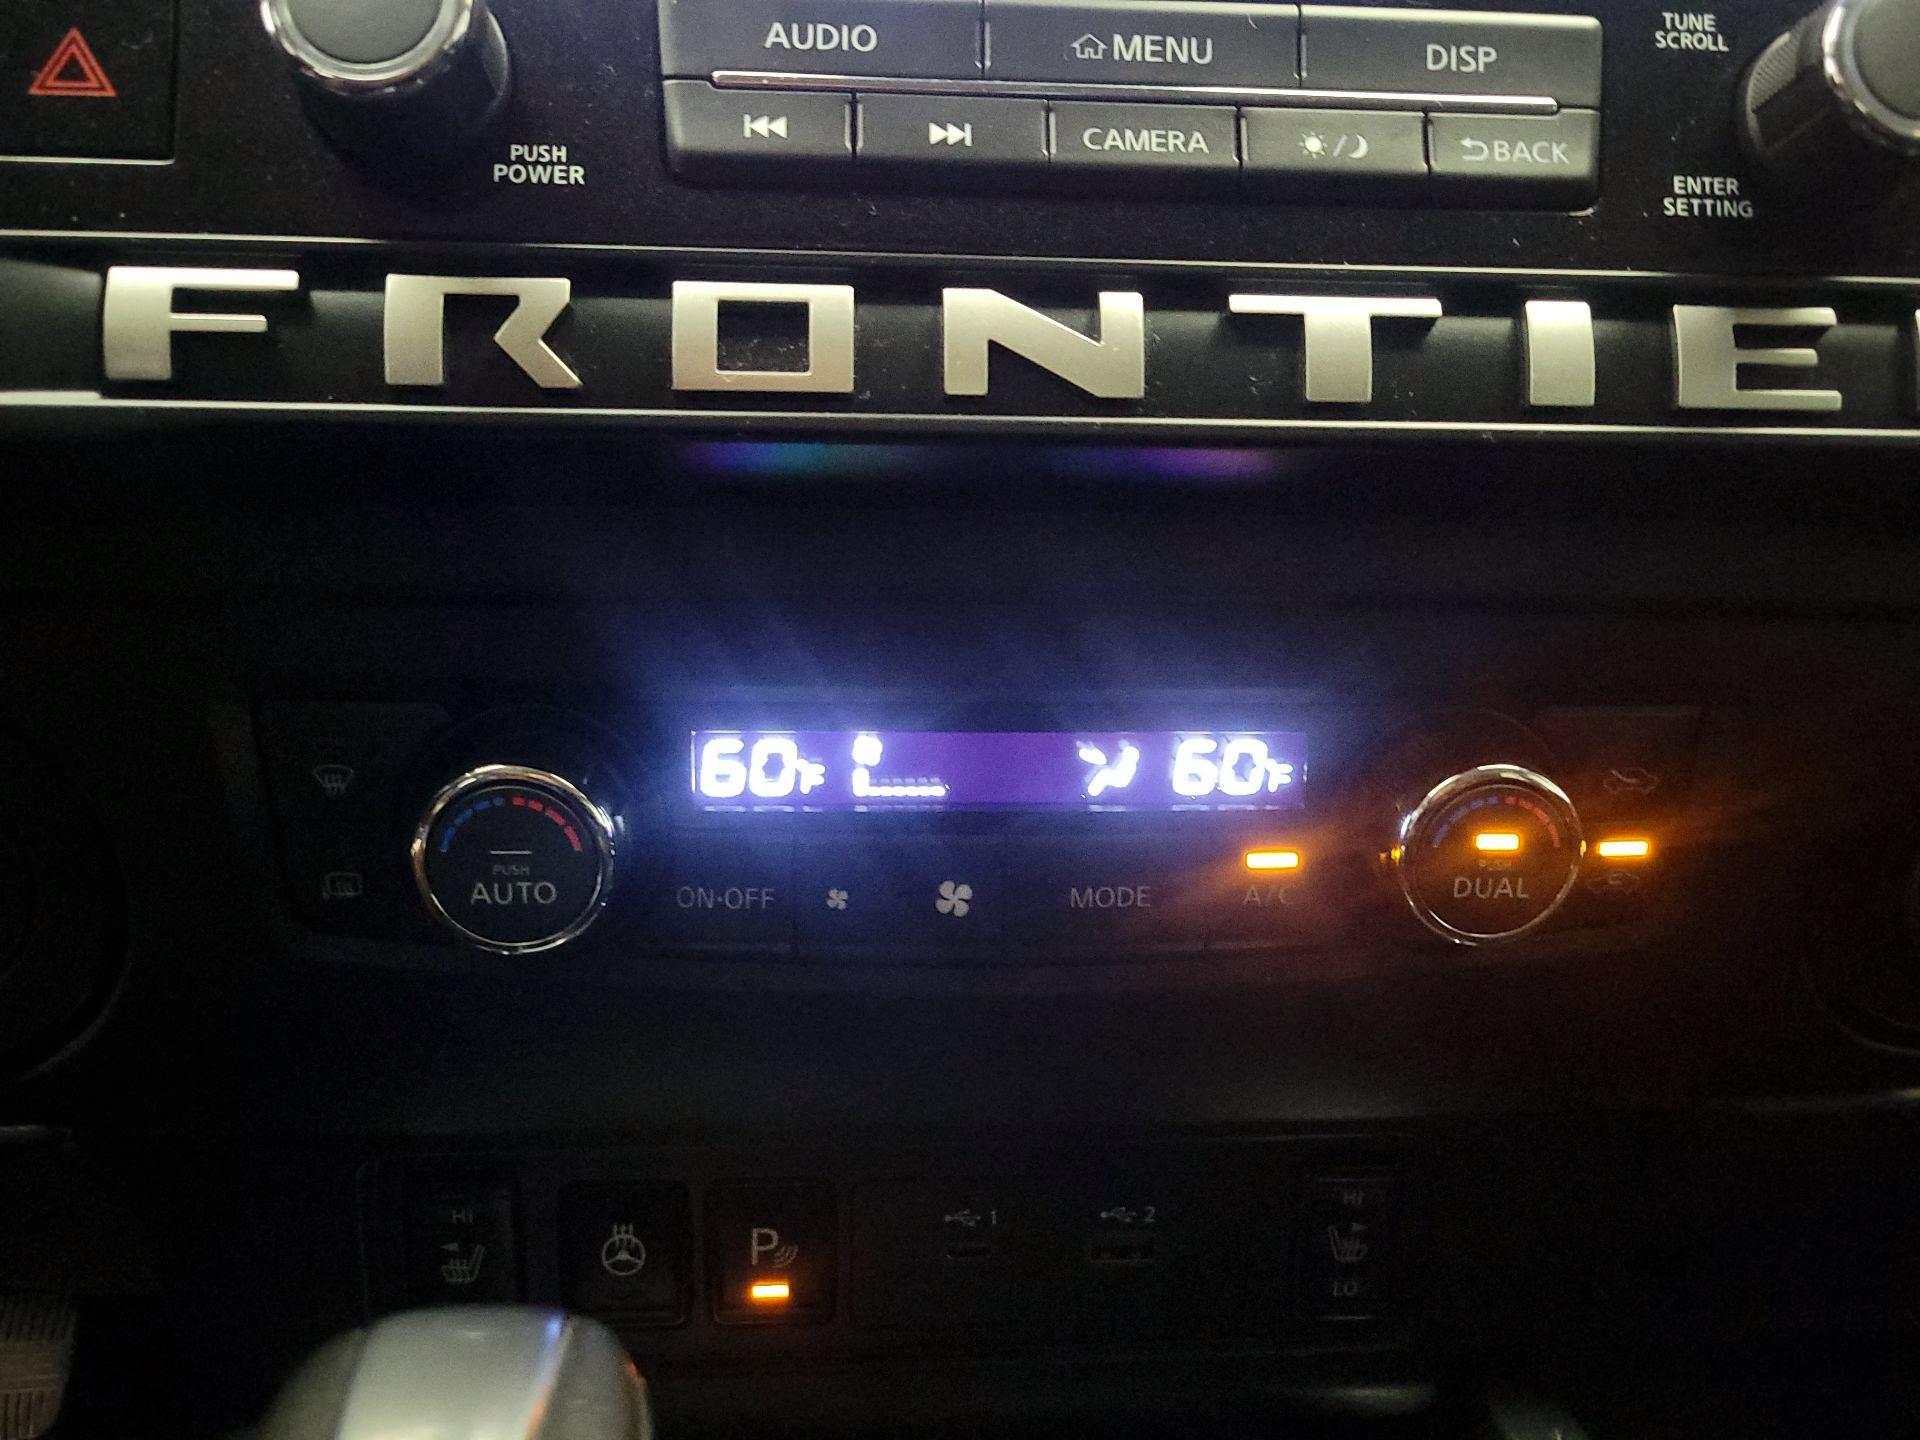 AUDIO
MENU
DISP
TUNE
SCROLL
PUSH
POWER
CAMERA
BACK
ENTER
SETTING
FRONTIE
60°F
60°F
PUSH
AUTO
ON·OFF
MODE
A/C
PUSH
DUAL
HI
P
1
2
HI
LO